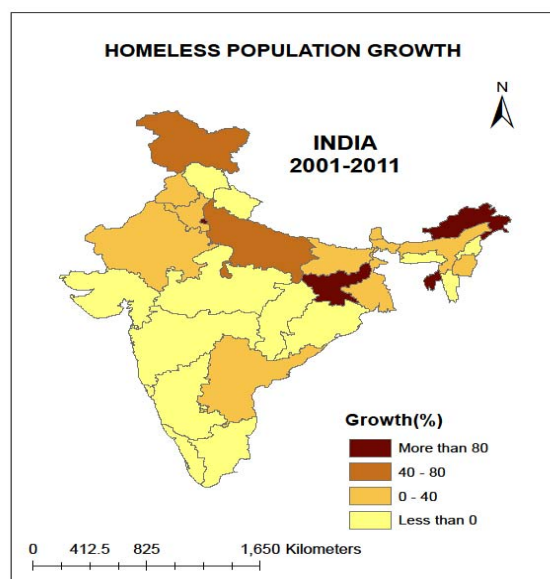 HOMELESS POPULATION GROWTH
N
INDIA
2001-2011
Growth(%)
More than 80
40 - 80
0 - 40
Less than 0
0 412.5 825 1,650 Kilometers